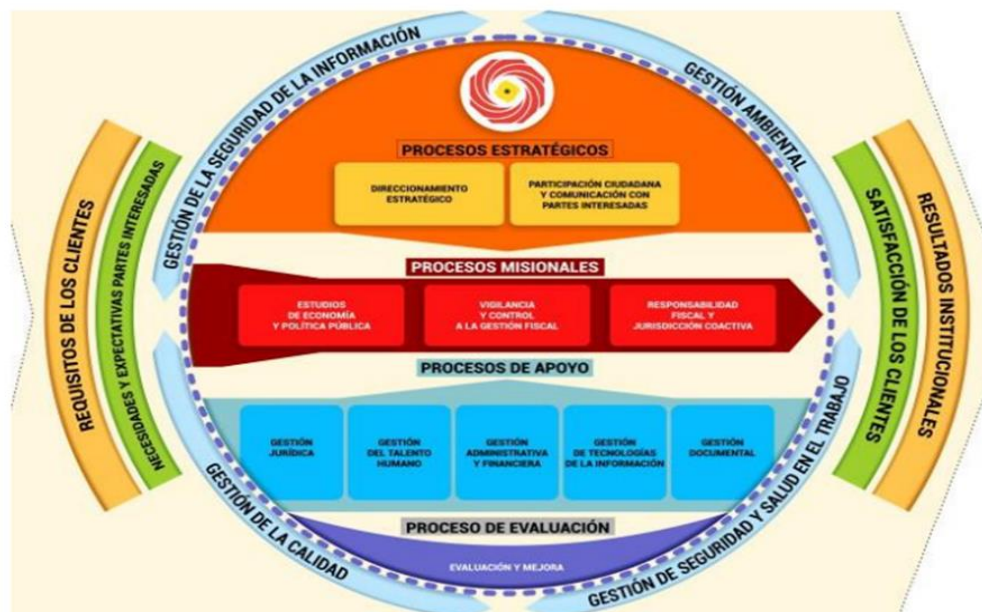 GESTIÓN DE LA SEGURIDAD DE LA INFORMACIÓN
GESTIÓN AMBIENTAL
REQUISITOS DE LOS CLIENTES
NECESIDADES Y EXPECTATIVAS PARTES INTERESADAS
PROCESOS ESTRATÉGICOS
DIRECCIONAMIENTO
ESTRATÉGICO
PARTICIPACIÓN CIUDADANA
Y COMUNICACIÓN CON
PARTES INTERESADAS
PROCESOS MISIONALES
ESTUDIOS
DE ECONOMÍA
Y POLÍTICA PÚBLICA
VIGILANCIA
Y CONTROL
A LA GESTIÓN FISCAL
RESPONSABILIDAD
FISCAL Y
JURISDICCIÓN COACTIVA
PROCESOS DE APOYO
GESTIÓN
JURÍDICA
GESTIÓN
DEL TALENTO
HUMANO
GESTIÓN
ADMINISTRATIVA
Y FINANCIERA
GESTIÓN
DE TECNOLOGÍAS
DE LA INFORMACIÓN
GESTIÓN
DOCUMENTAL
PROCESO DE EVALUACIÓN
EVALUACIÓN Y MEJORA
GESTIÓN DE LA CALIDAD
GESTIÓN DE SEGURIDAD Y SALUD EN EL TRABAJO
SATISFACCIÓN DE LOS CLIENTES
RESULTADOS INSTITUCIONALES